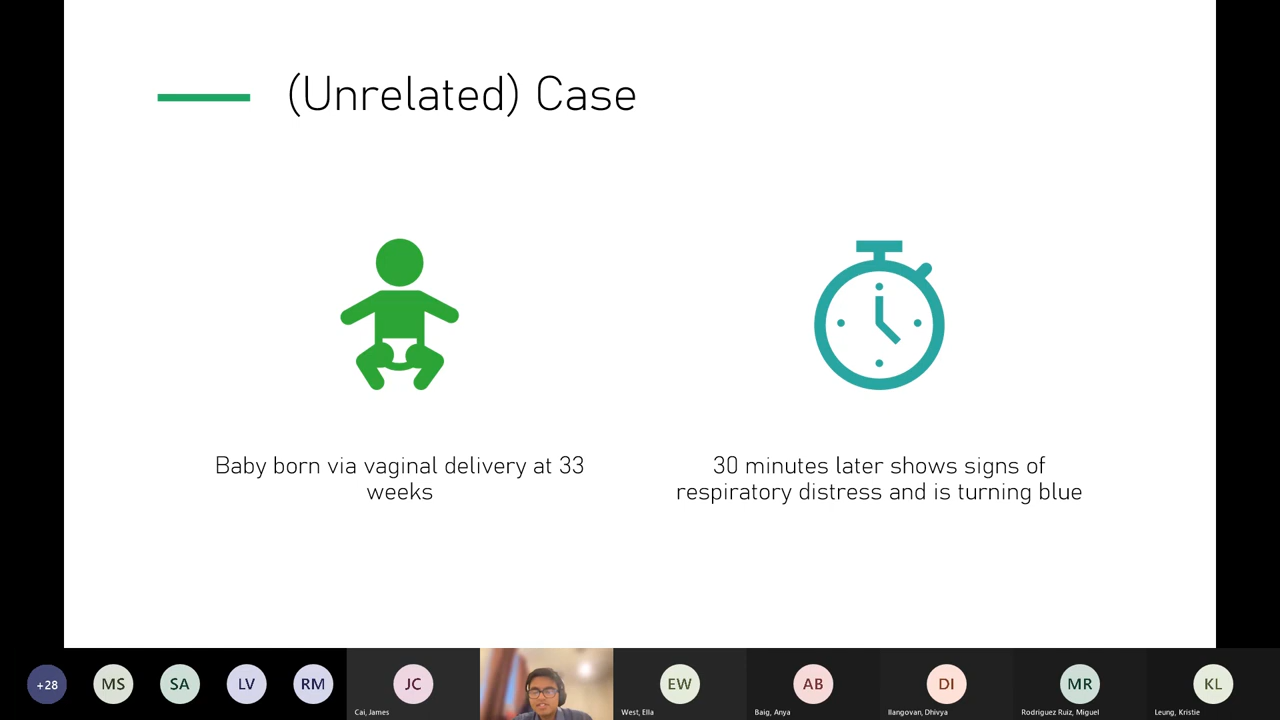 (Unrelated) Case
Baby born via vaginal delivery at 33
weeks
30 minutes later shows signs of
respiratory distress and is turning blue
+28
MS
SA
LV
RM
JC
EW
AB
DI
MR
KL
Cai, James
West, Ella
Baig, Anya
Ilangovan, Dhivya
Rodriguez Ruiz, Miguel
Leung, Kristie